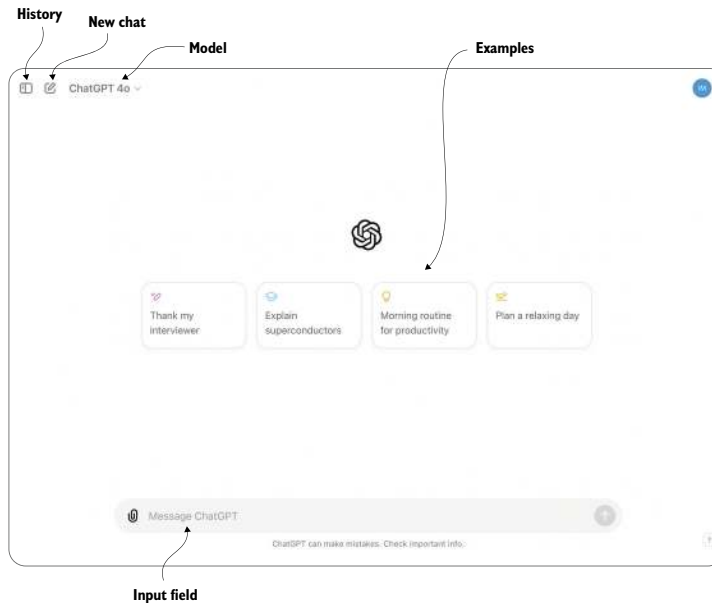 History
New chat
Model
Examples
ChatGPT 4o
Thank my
interviewer
Explain
superconductors
Morning routine
for productivity
Plan a relaxing day
Message ChatGPT
ChatGPT can make mistakes. Check important info.
Input field